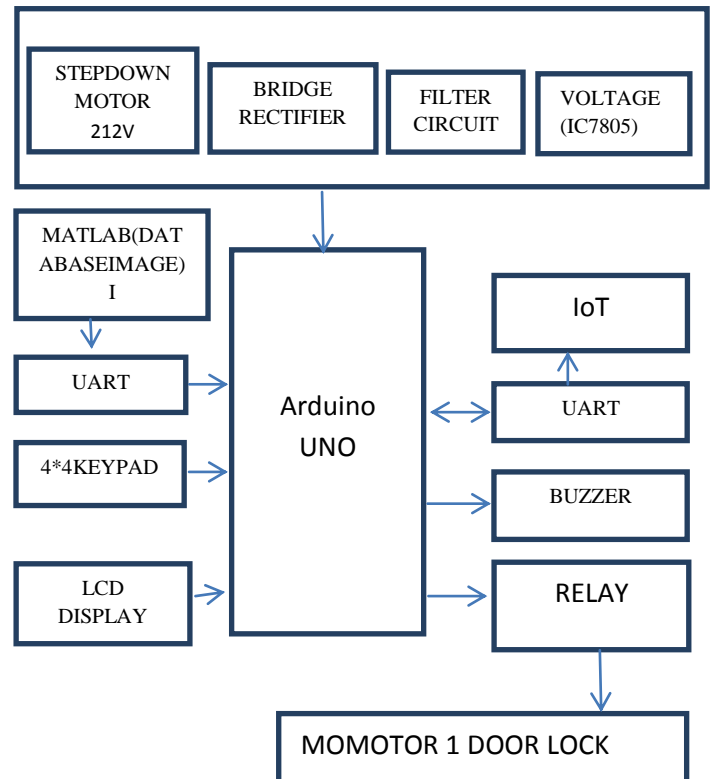 STEPDOWN
MOTOR
212V
BRIDGE
RECTIFIER
FILTER
CIRCUIT
VOLTAGE
(IC7805)
MATLAB(DAT
ABASEIMAGE)
I
UART
4*4KEYPAD
LCD
DISPLAY
Arduino
UNO
IoT
UART
BUZZER
RELAY
MOMOTOR 1 DOOR LOCK